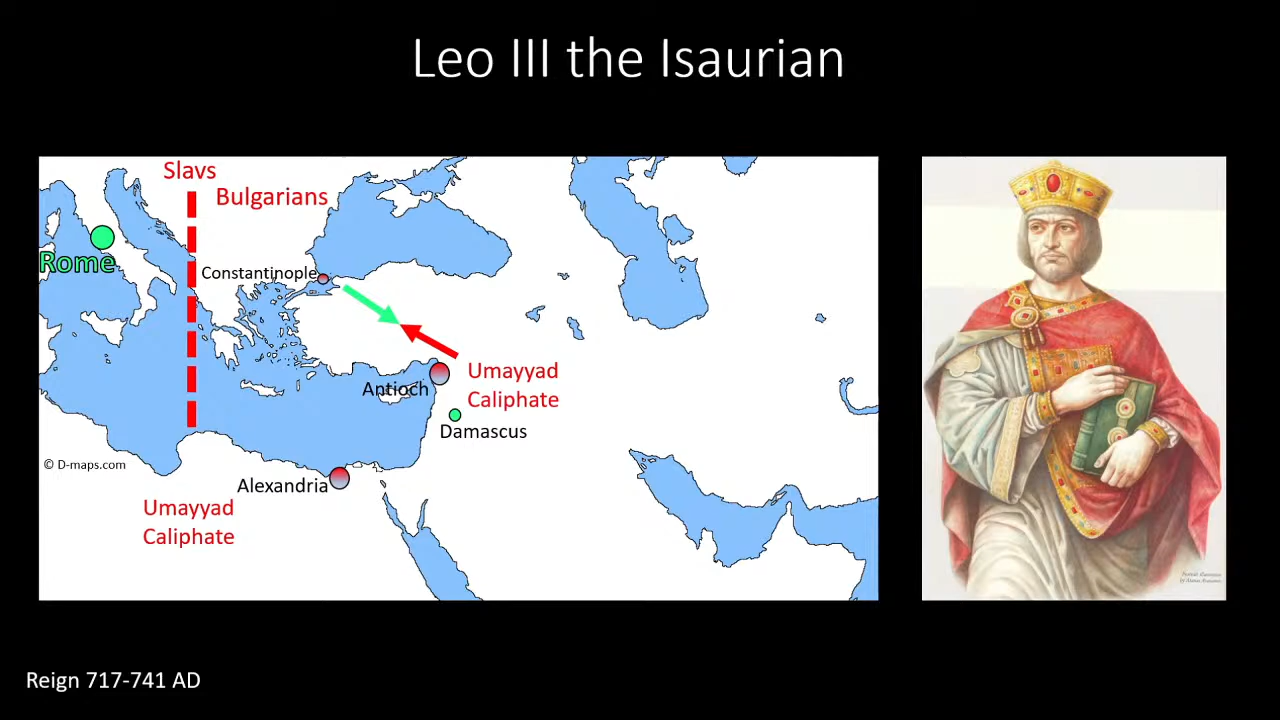 Leo III the Isaurian
Slavs
Bulgarians
Rome
Constantinople
Umayyad
Caliphate
Antioch
Damascus
© D-maps.com
Alexandria
Umayyad
Caliphate
Reign 717-741 AD